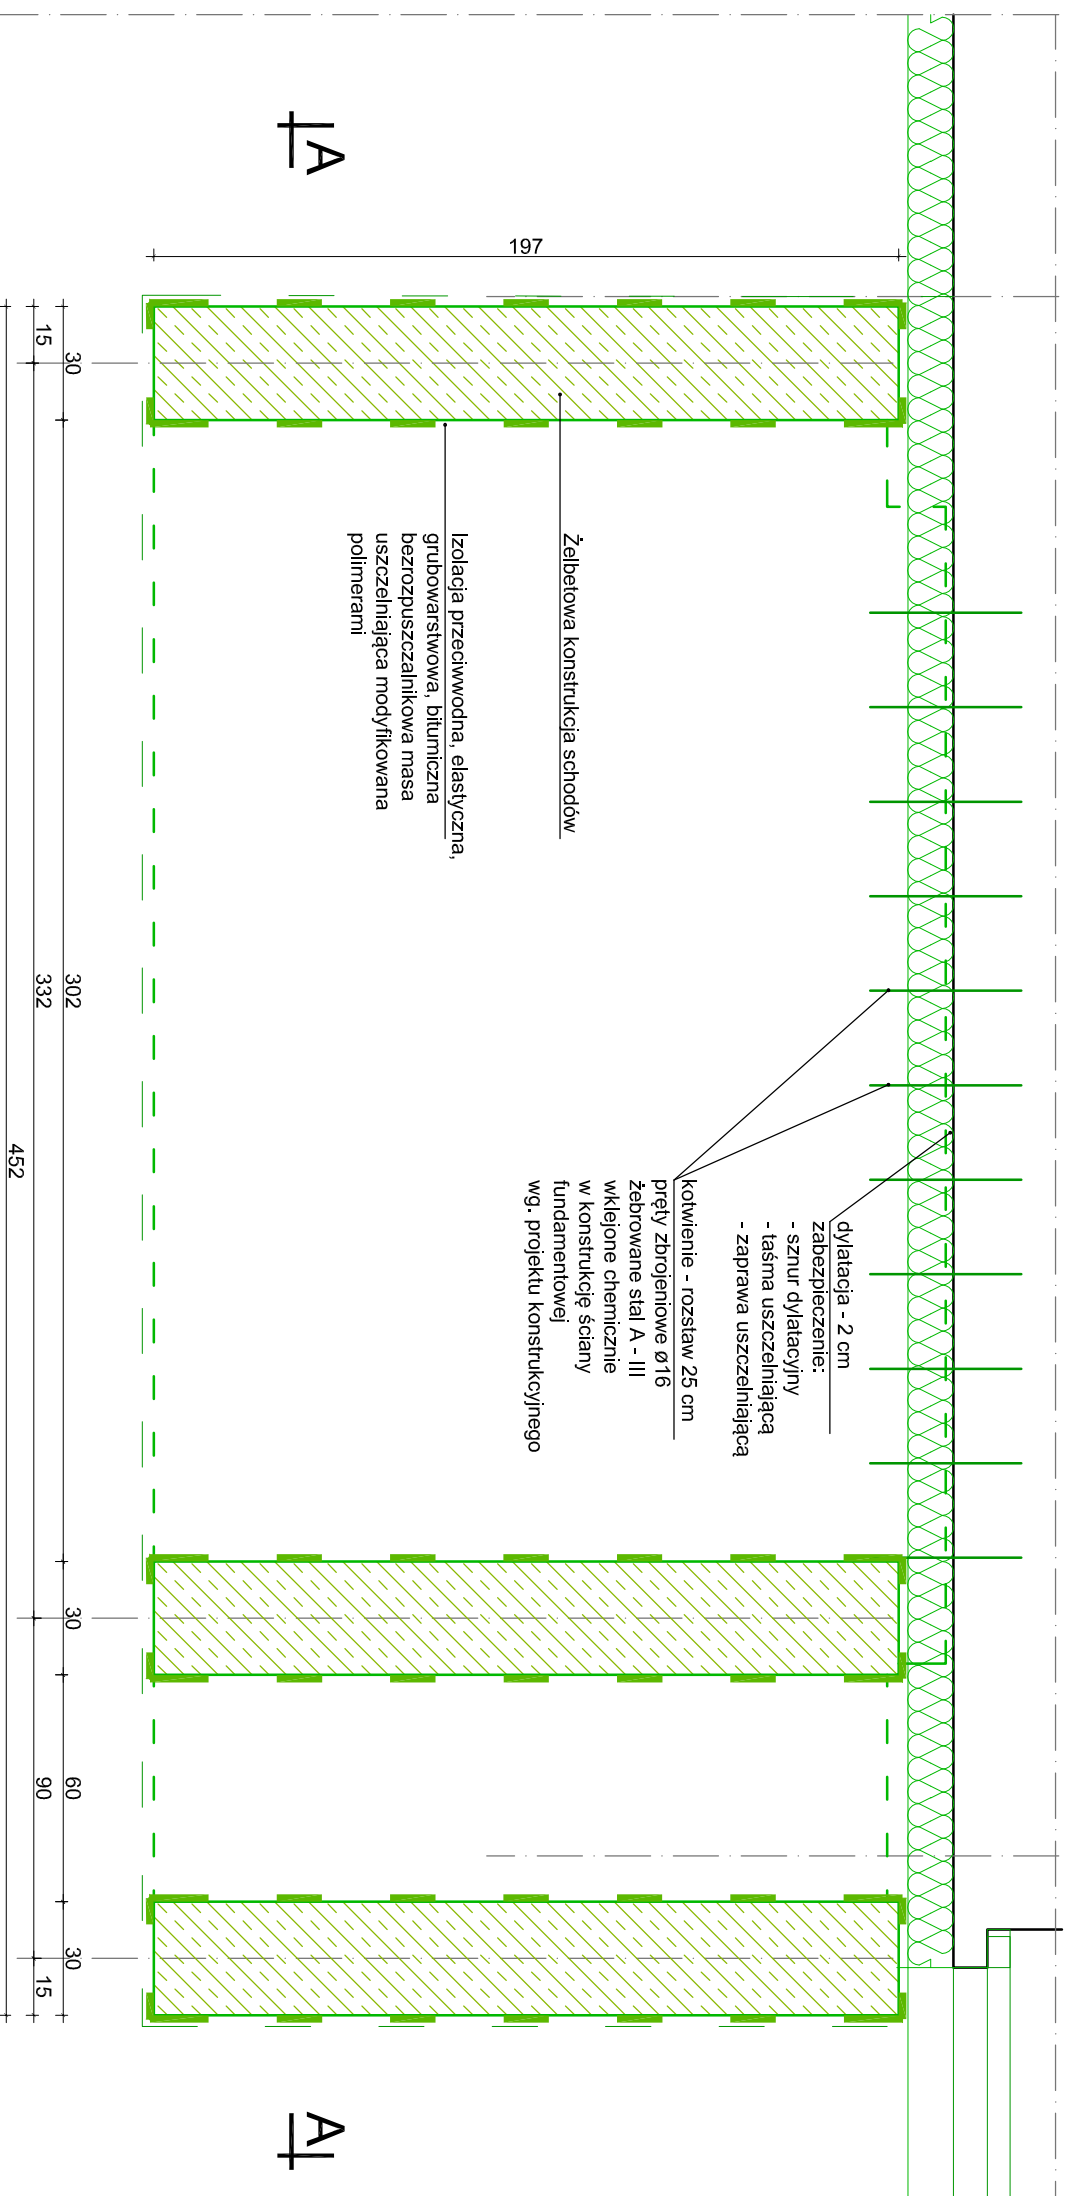 A
197
15
30
Żelbetowa konstrukcja schodów
Izolacja przeciwwodna, elastyczna,
grubowarstwowa, bitumiczna
bezrozpuszczalnikowa masa
uszczelniająca modyfikowana
polimerami
302
332
452
dylatacja - 2 cm
zabezpieczenie:
- sznur dylatacyjny
- taśma uszczelniającą
- zaprawa uszczelniającą
kotwienie - rozstaw 25 cm
pręty zbrojeniowe ø16
żebrowane stal A - III
wklejone chemicznie
w konstrukcję ściany
fundamentowej
wg. projektu konstrukcyjnego
30
60
90
30
15
A